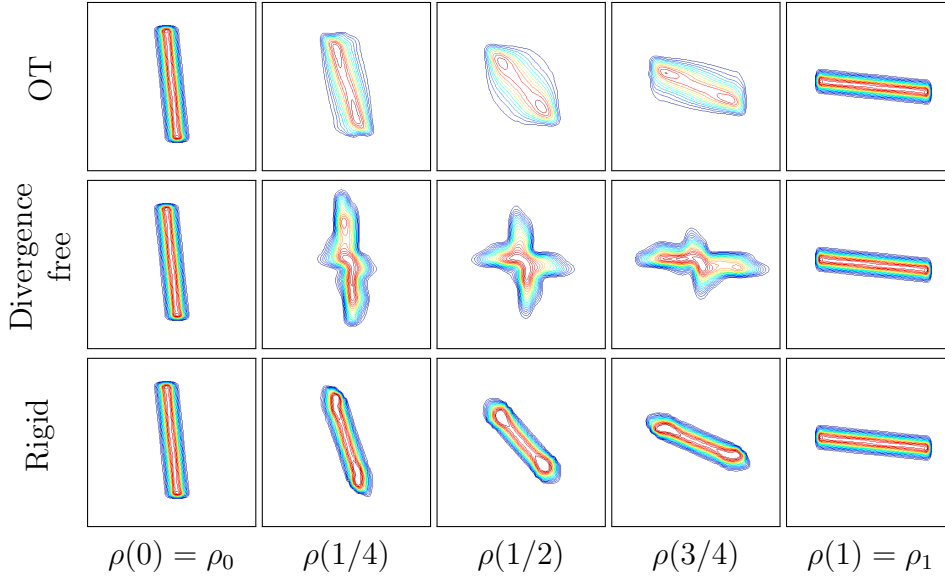 OT
Divergence
free
Rigid
ρ(0) = ρ₀
ρ(1/4)
ρ(1/2)
ρ(3/4)
ρ(1) = ρ₁